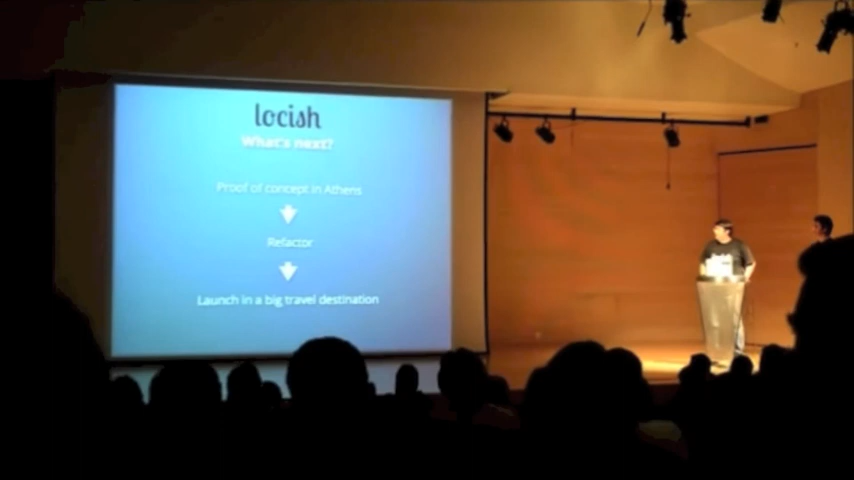 locish
What's next?
Proof of concept in Athens
Refactor
Launch in a big travel destination